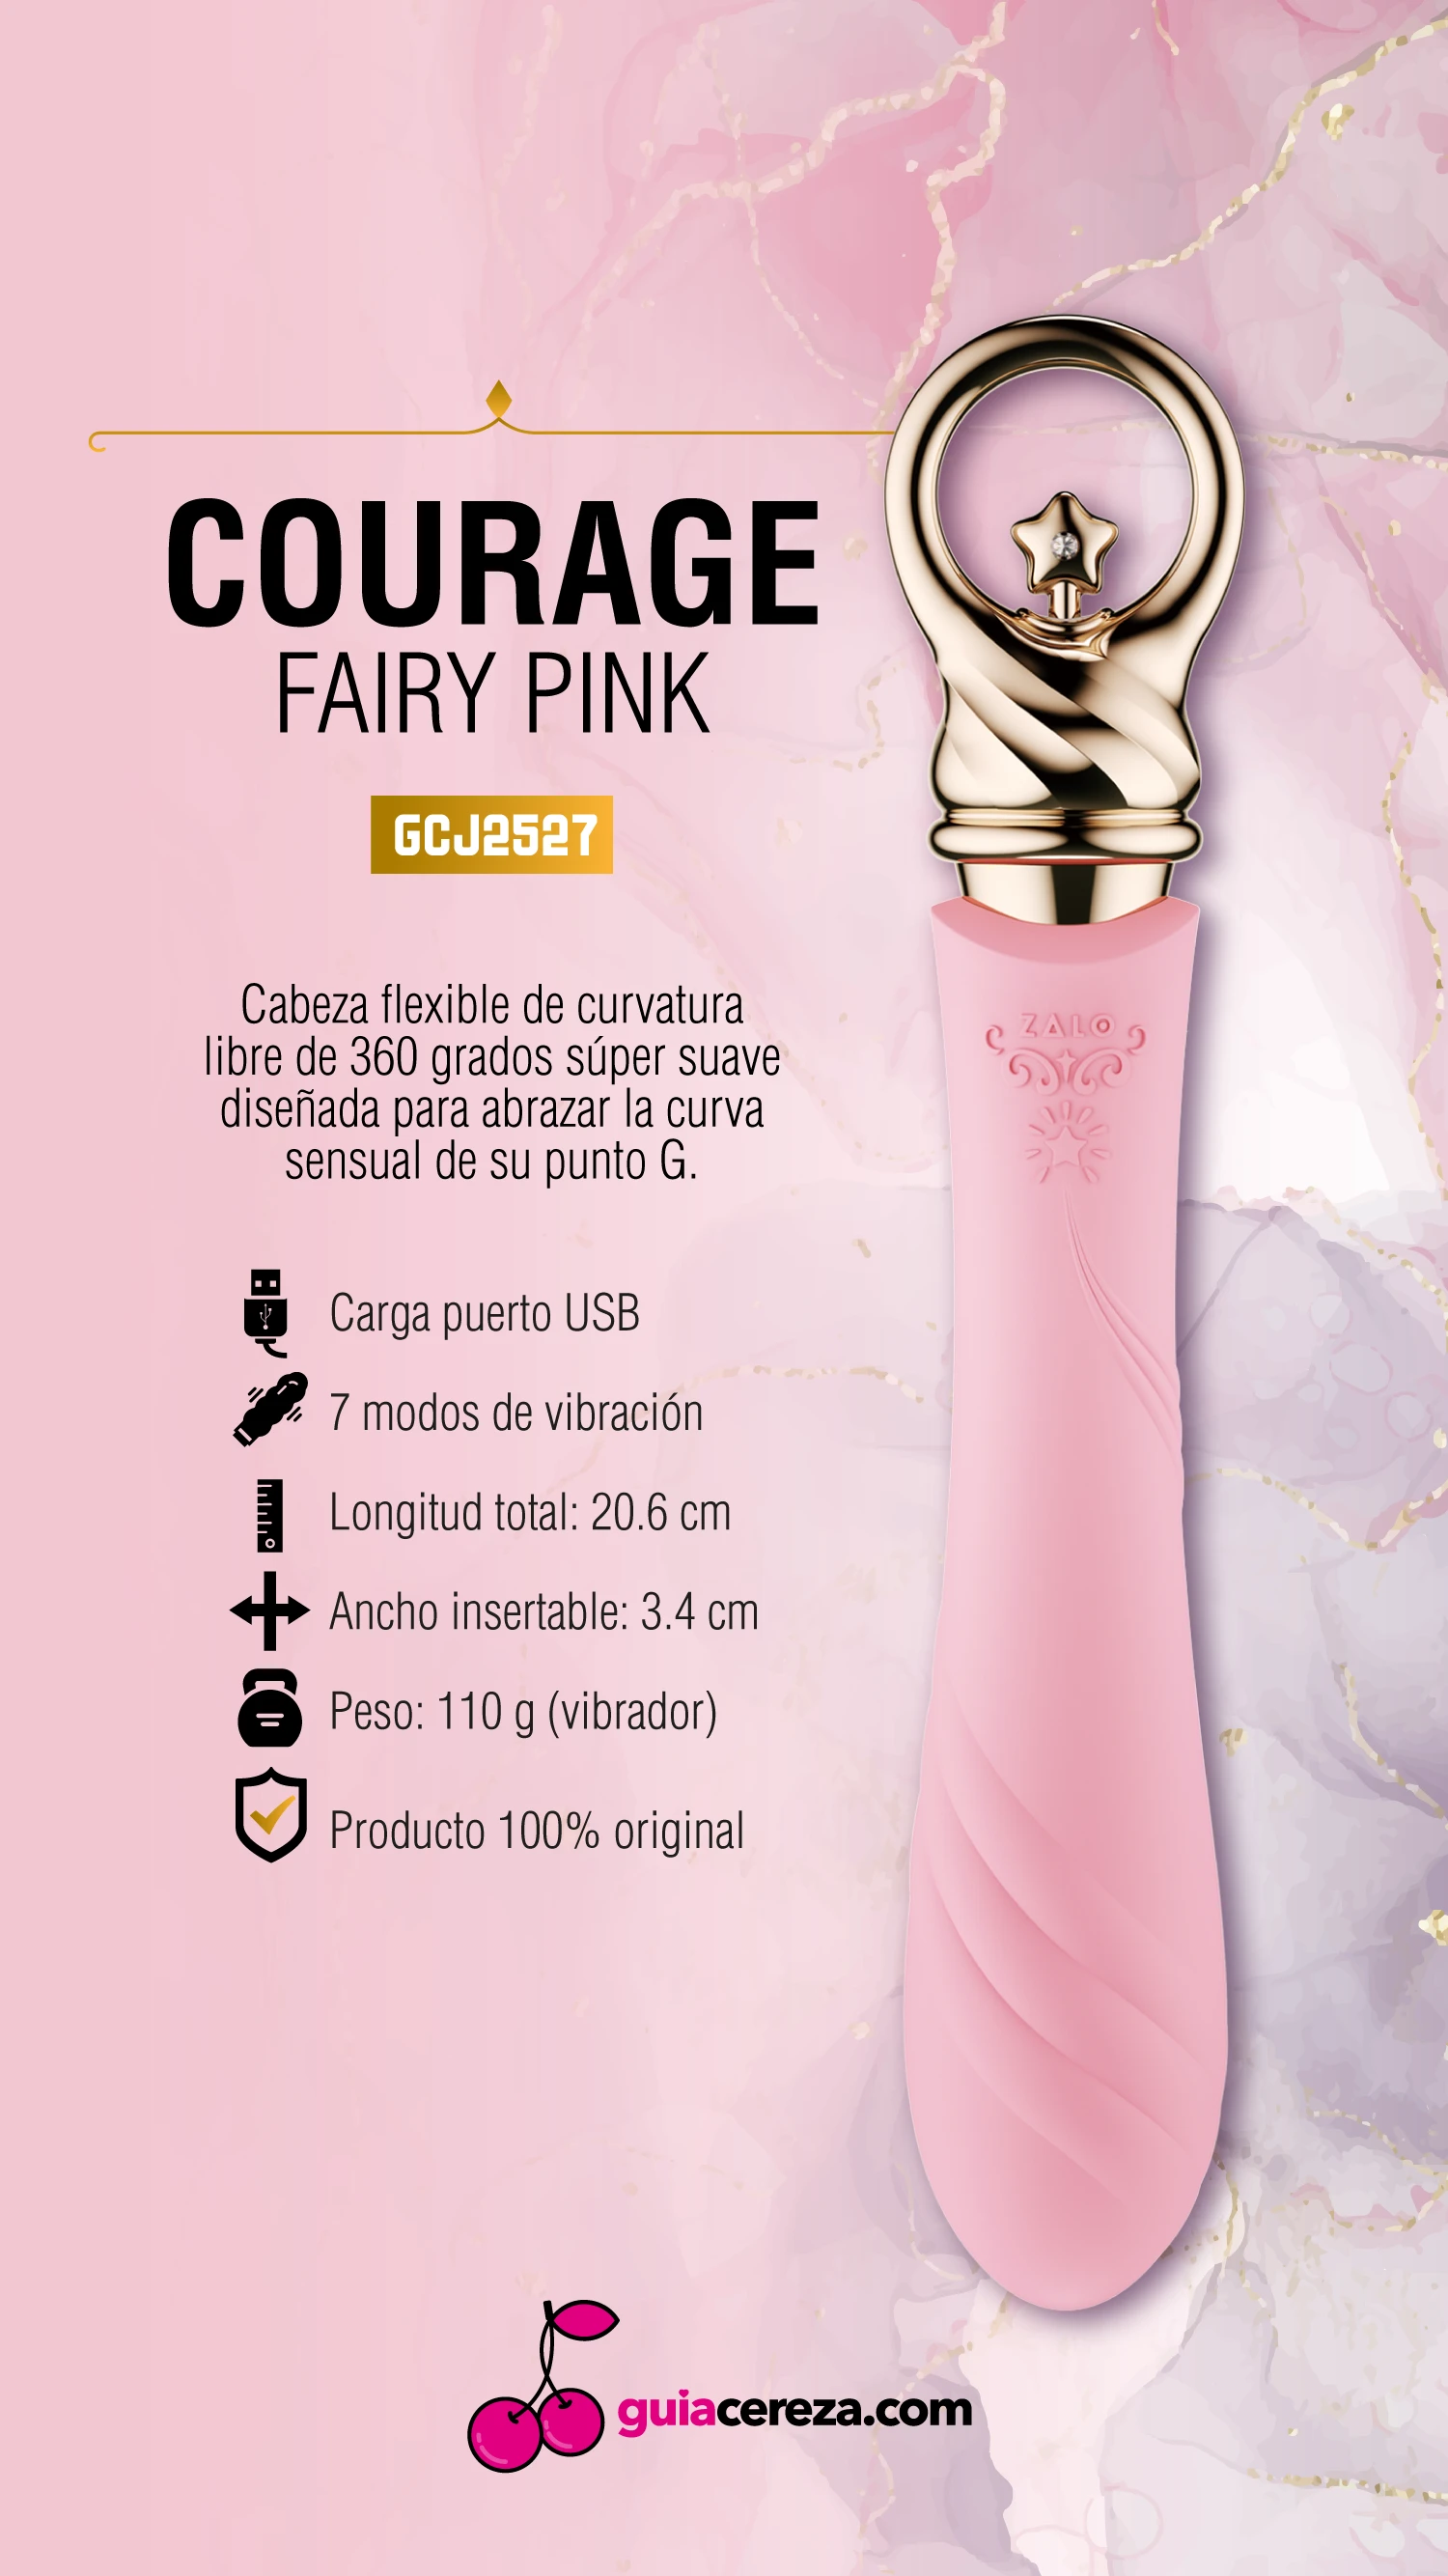 COURAGE
FAIRY PINK
GCJ2527
Cabeza flexible de curvatura
libre de 360 grados súper suave
diseñada para abrazar la curva
sensual de su punto G.
Carga puerto USB
7 modos de vibración
Longitud total: 20.6 cm
Ancho insertable: 3.4 cm
Peso: 110 g (vibrador)
Producto 100% original
ZALO
guiacereza.com